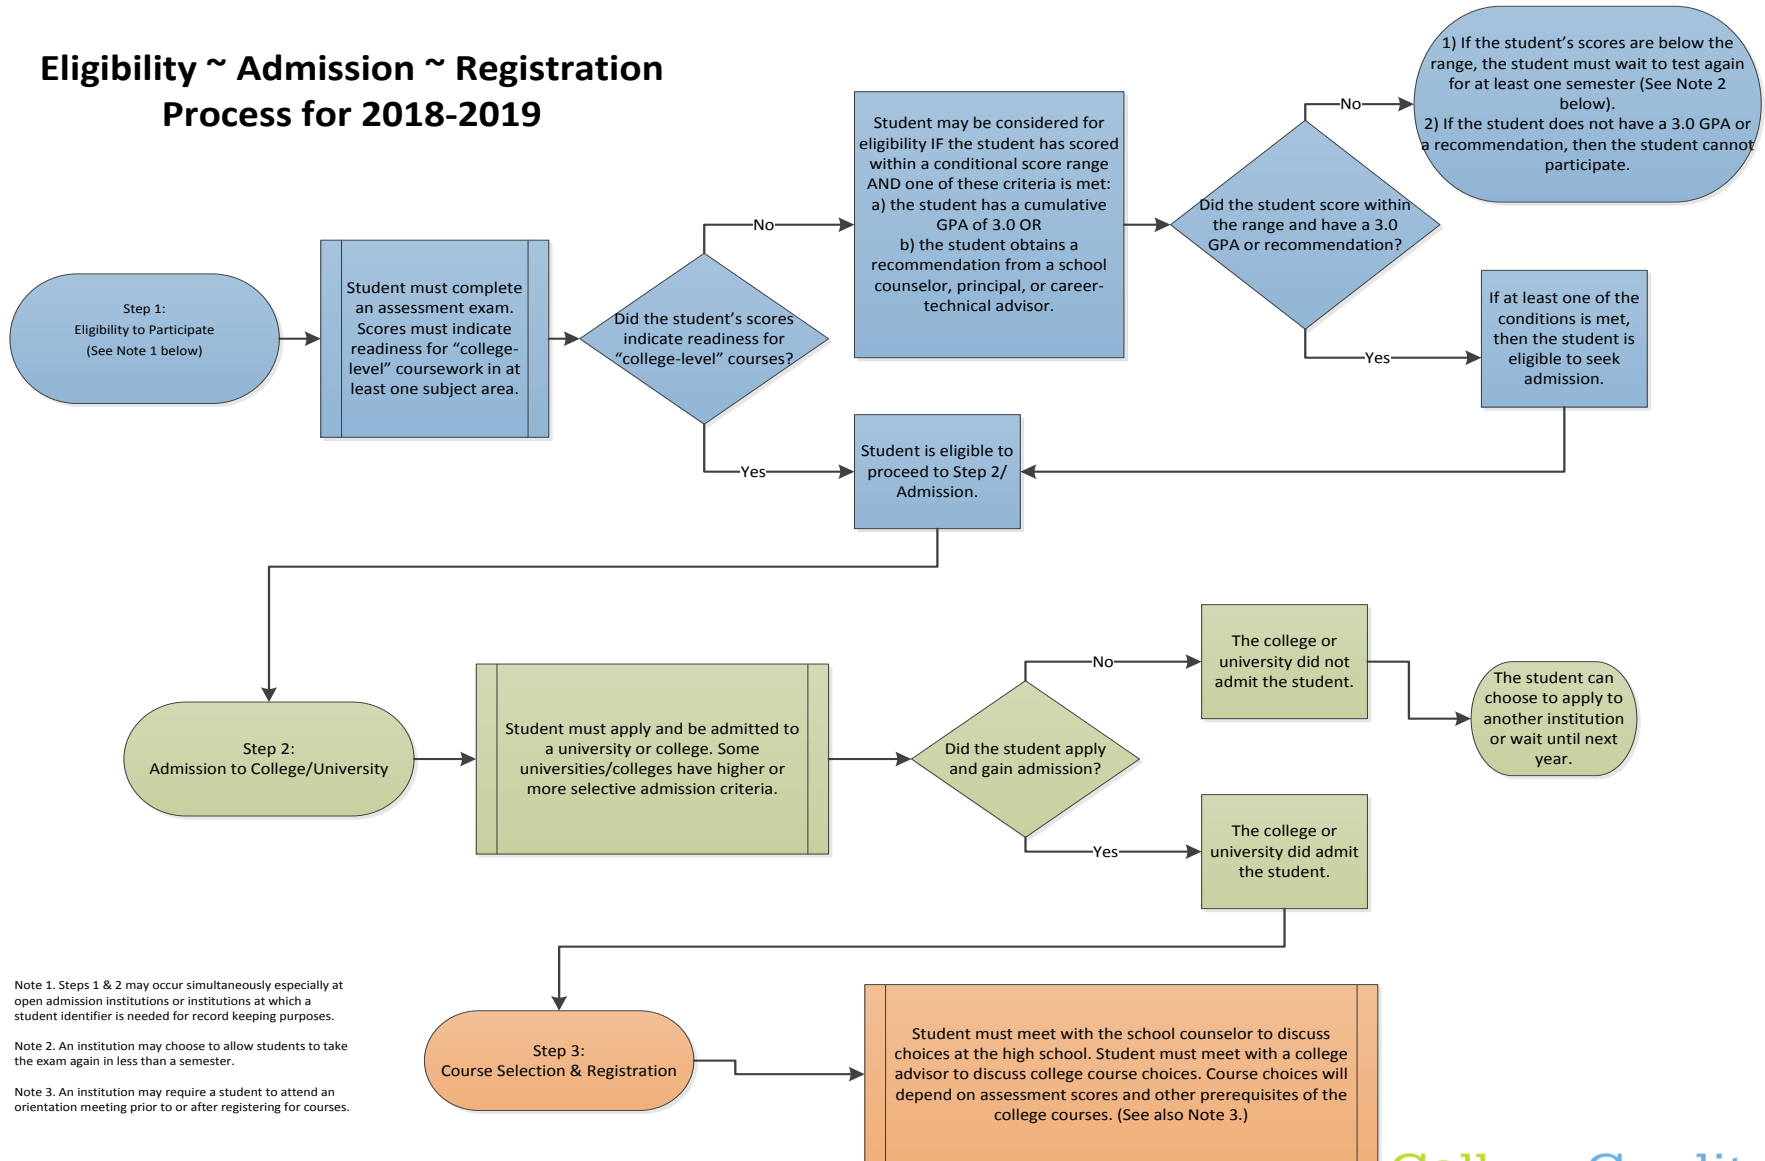 Eligibility ~ Admission ~ Registration
Process for 2018-2019
Step 1:
Eligibility to Participate
(See Note 1 below)
Student must complete
an assessment exam.
Scores must indicate
readiness for “college-
level” coursework in at
least one subject area.
Did the student’s scores
indicate readiness for
“college-level” courses?
No
Yes
Student may be considered for
eligibility IF the student has scored
within a conditional score range
AND one of these criteria is met:
a) the student has a cumulative
GPA of 3.0 OR
b) the student obtains a
recommendation from a school
counselor, principal, or career-
technical advisor.
Did the student score within
the range and have a 3.0
GPA or recommendation?
No
Yes
1) If the student’s scores are below the
range, the student must wait to test again
for at least one semester (See Note 2
below).
2) If the student does not have a 3.0 GPA or
a recommendation, then the student cannot
participate.
If at least one of the
conditions is met,
then the student is
eligible to seek
admission.
Student is eligible to
proceed to Step 2/
Admission.
Step 2:
Admission to College/University
Student must apply and be admitted to
a university or college. Some
universities/colleges have higher or
more selective admission criteria.
Did the student apply
and gain admission?
No
Yes
The college or
university did not
admit the student.
The student can
choose to apply to
another institution
or wait until next
year.
The college or
university did admit
the student.
Step 3:
Course Selection & Registration
Student must meet with the school counselor to discuss
choices at the high school. Student must meet with a college
advisor to discuss college course choices. Course choices will
depend on assessment scores and other prerequisites of the
college courses. (See also Note 3.)
Note 1. Steps 1 & 2 may occur simultaneously especially at
open admission institutions or institutions at which a
student identifier is needed for record keeping purposes.
Note 2. An institution may choose to allow students to take
the exam again in less than a semester.
Note 3. An institution may require a student to attend an
orientation meeting prior to or after registering for courses.